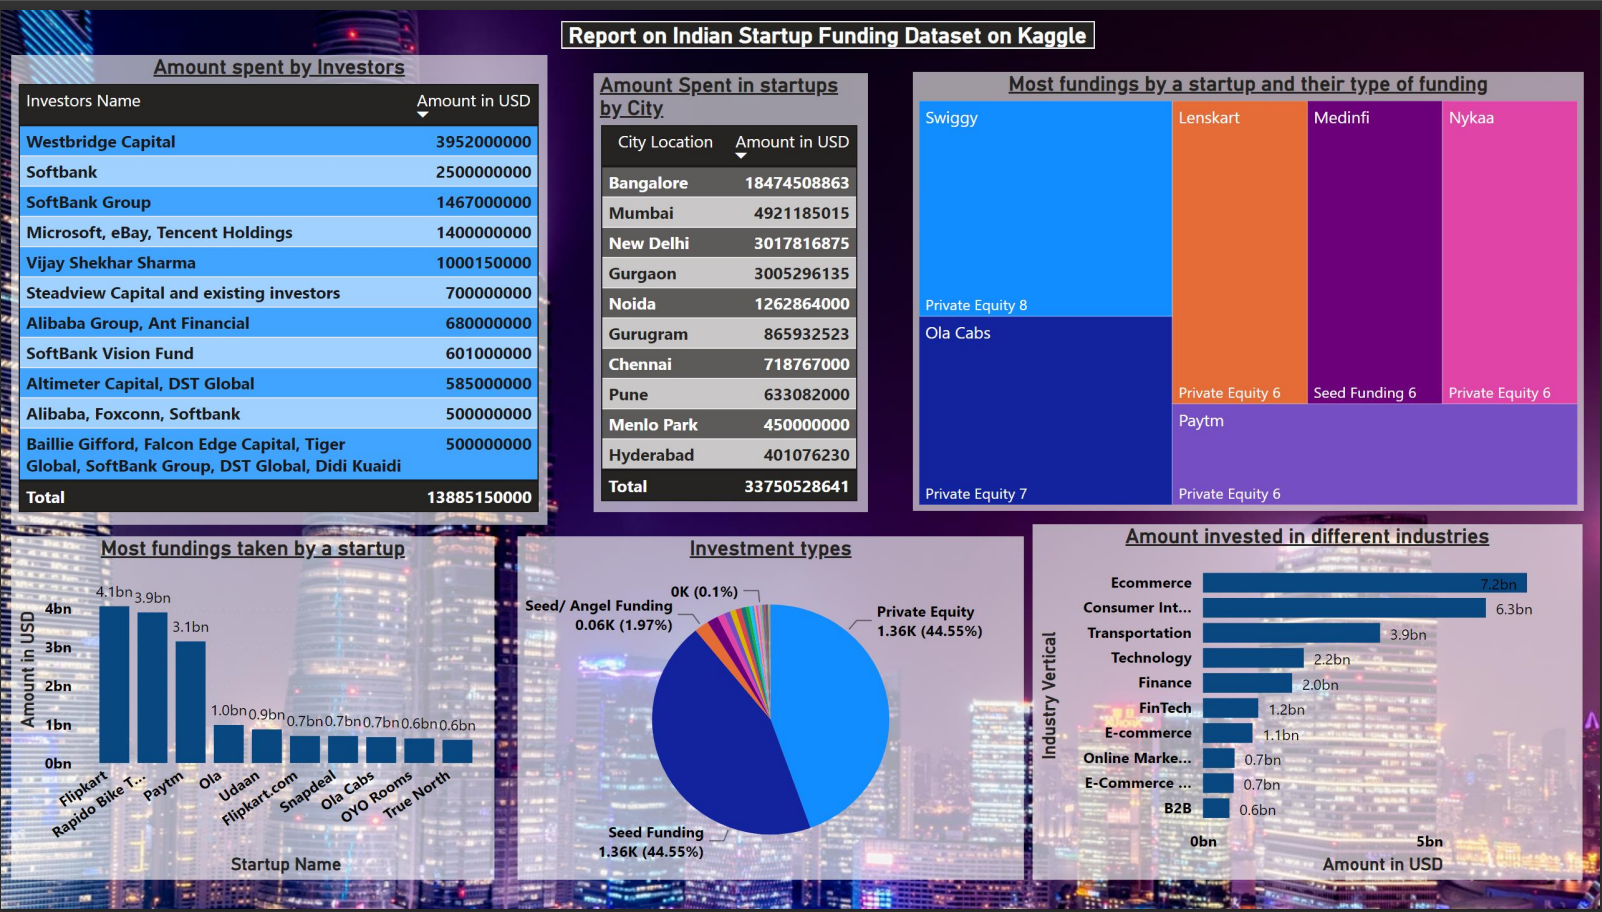 Report on Indian Startup Funding Dataset on Kaggle
Amount spent by Investors
Investors Name Amount in USD
Westbridge Capital 3952000000
Softbank 2500000000
SoftBank Group 1467000000
Microsoft, eBay, Tencent Holdings 1400000000
Vijay Shekhar Sharma 1000150000
Steadview Capital and existing investors 700000000
Alibaba Group, Ant Financial 680000000
SoftBank Vision Fund 601000000
Altimeter Capital, DST Global 585000000
Alibaba, Foxconn, Softbank 500000000
Baillie Gifford, Falcon Edge Capital, Tiger 500000000
Global, SoftBank Group, DST Global, Didi Kuaidi
Total 13885150000
Amount Spent in startups
by City
City Location Amount in USD
Bangalore 18474508863
Mumbai 4921185015
New Delhi 3017816875
Gurgaon 3005296135
Noida 1262864000
Gurugram 865932523
Chennai 718767000
Pune 633082000
Menlo Park 450000000
Hyderabad 401076230
Total 33750528641
Most fundings by a startup and their type of funding
Swiggy
Private Equity 8
Ola Cabs
Private Equity 7
Lenskart
Private Equity 6
Medinfi
Seed Funding 6
Nykaa
Private Equity 6
Paytm
Private Equity 6
Most fundings taken by a startup
Amount in USD
4bn
3bn
2bn
1bn
0bn
4.1bn
3.9bn
3.1bn
1.0bn
0.9bn
0.7bn
0.7bn
0.7bn
0.6bn
0.6bn
Flipkart
Rapido Bike T...
Paytm
Ola
Udaan
Flipkart.com
Snapdeal
Ola Cabs
OYO Rooms
True North
Startup Name
Investment types
0K (0.1%)
Seed/ Angel Funding
0.06K (1.97%)
Private Equity
1.36K (44.55%)
Seed Funding
1.36K (44.55%)
Amount invested in different industries
Industry Vertical
Ecommerce 7.2bn
Consumer Int... 6.3bn
Transportation 3.9bn
Technology 2.2bn
Finance 2.0bn
FinTech 1.2bn
E-commerce 1.1bn
Online Marke... 0.7bn
E-Commerce ... 0.7bn
B2B 0.6bn
0bn 5bn
Amount in USD